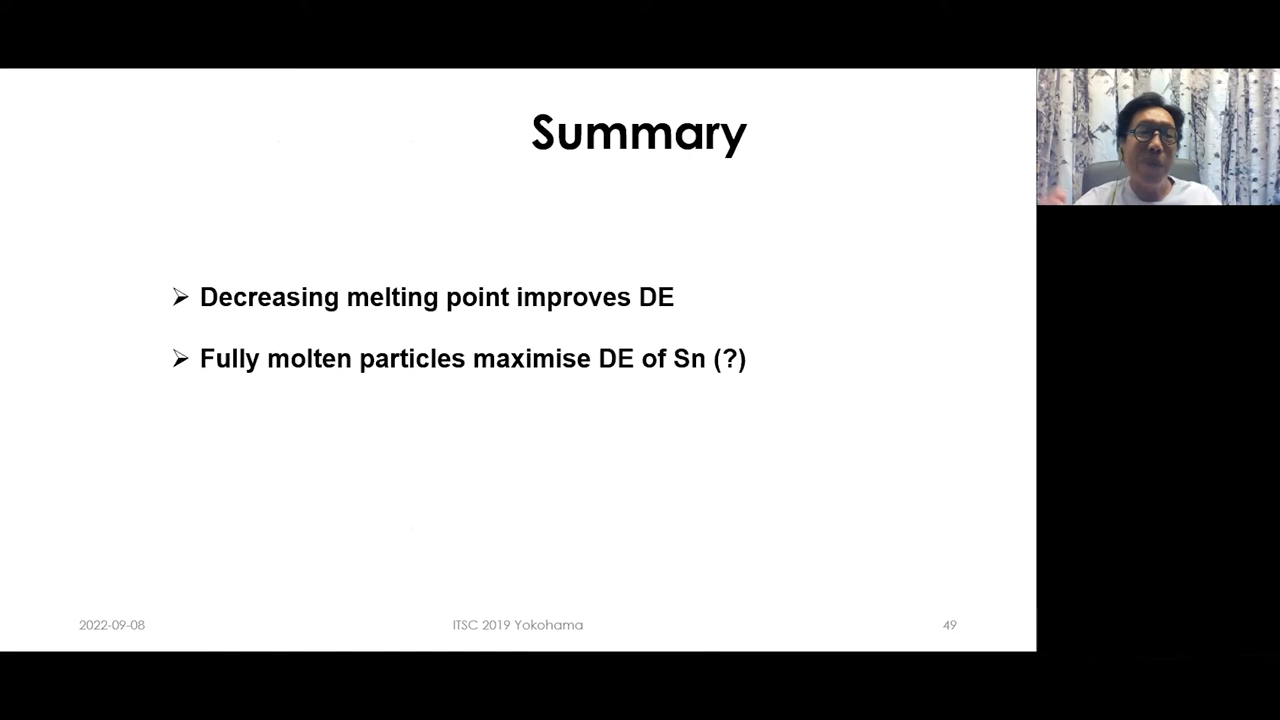 Summary
➢ Decreasing melting point improves DE
➢ Fully molten particles maximise DE of Sn (?)
2022-09-08
ITSC 2019 Yokohama
49